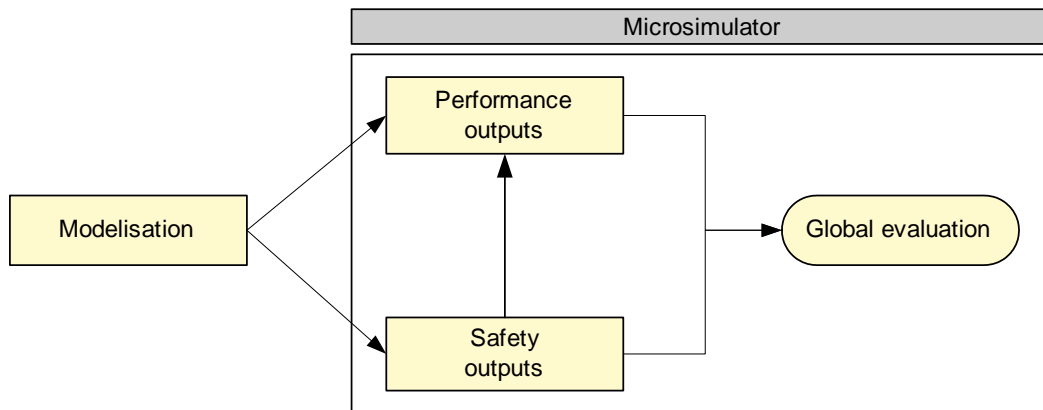 Microsimulator
Performance
outputs
Modelisation
Global evaluation
Safety
outputs